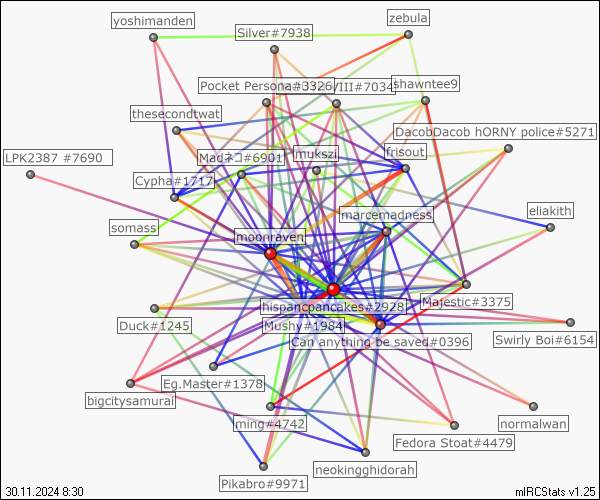 yoshimanden
zebula
Silver#7938
Pocket Persona#3326
VIII#7034
shawntee9
thesecondtwat
DacobDacob hORNY police#5271
LPK2387 #7690
Madネコ#6901
mukszi
frisout
Cypha#1717
eliakith
somass
marcemadness
moonraven
hispancpancakes#2928
Majestic#3375
Duck#1245
Mushy#1984
Can anything be saved#0396
Swirly Boi#6154
Eg.Master#1378
bigcitysamurai
ming#4742
normalwan
Fedora Stoat#4479
neokingghidorah
Pikabro#9971
30.11.2024 8:30
mIRCStats v1.25